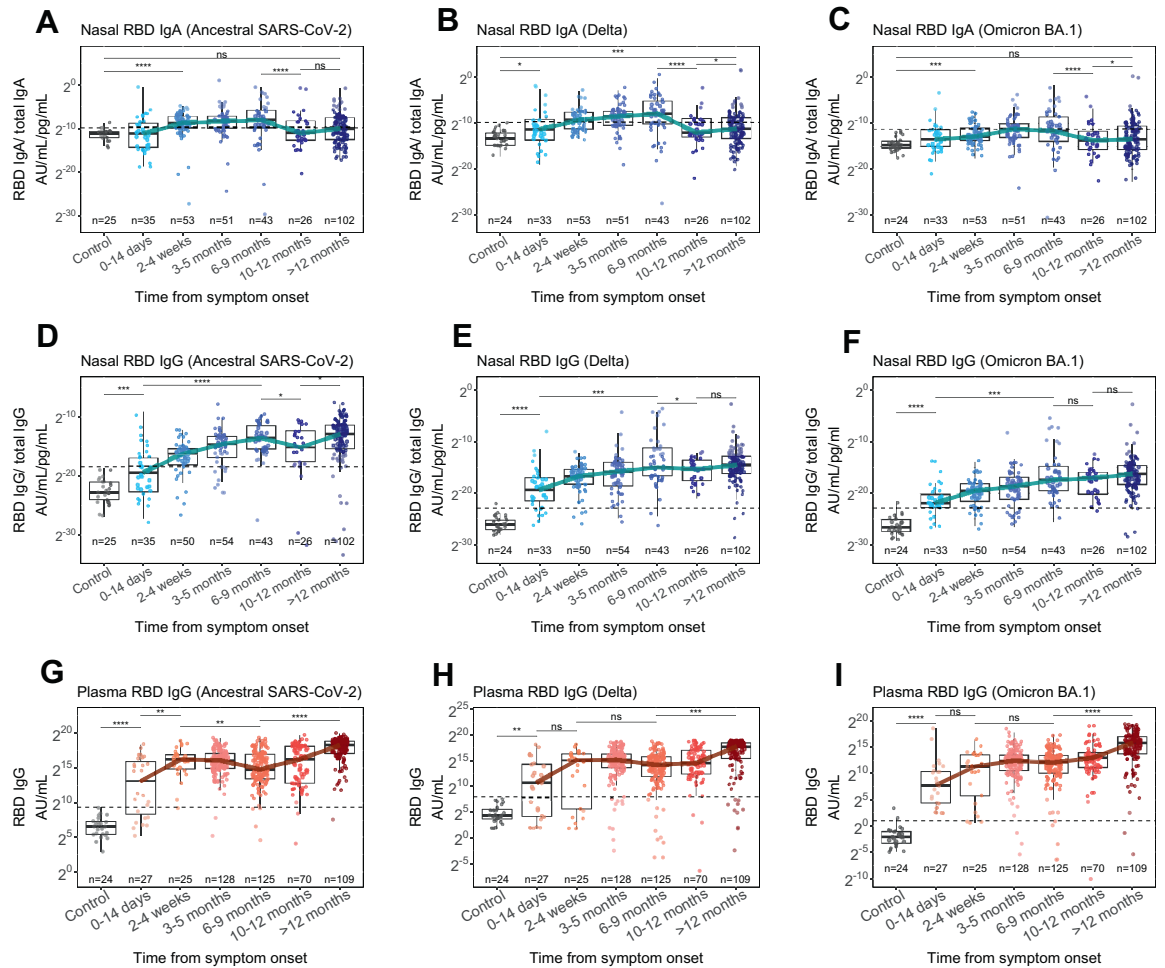 A
Nasal RBD IgA (Ancestral SARS-CoV-2)
RBD IgA/ total IgA
AU/mL/pg/mL
2^0
2^-10
2^-20
2^-30
ns
****
****
ns
n=25
n=35
n=53
n=51
n=43
n=26
n=102
Control
0-14 days
2-4 weeks
3-5 months
6-9 months
10-12 months
>12 months
Time from symptom onset
B
Nasal RBD IgA (Delta)
RBD IgA/ total IgA
AU/mL/pg/mL
2^0
2^-10
2^-20
2^-30
***
*
****
*
n=24
n=33
n=53
n=51
n=43
n=26
n=102
Control
0-14 days
2-4 weeks
3-5 months
6-9 months
10-12 months
>12 months
Time from symptom onset
C
Nasal RBD IgA (Omicron BA.1)
RBD IgA/ total IgA
AU/mL/pg/mL
2^0
2^-10
2^-20
2^-30
ns
***
****
*
n=24
n=33
n=53
n=51
n=43
n=26
n=102
Control
0-14 days
2-4 weeks
3-5 months
6-9 months
10-12 months
>12 months
Time from symptom onset
D
Nasal RBD IgG (Ancestral SARS-CoV-2)
RBD IgG/ total IgG
AU/mL/pg/mL
2^-10
2^-20
2^-30
***
****
*
*
n=25
n=35
n=50
n=54
n=43
n=26
n=102
Control
0-14 days
2-4 weeks
3-5 months
6-9 months
10-12 months
>12 months
Time from symptom onset
E
Nasal RBD IgG (Delta)
RBD IgG/ total IgG
AU/mL/pg/mL
2^0
2^-10
2^-20
2^-30
****
***
*
ns
n=24
n=33
n=50
n=54
n=43
n=26
n=102
Control
0-14 days
2-4 weeks
3-5 months
6-9 months
10-12 months
>12 months
Time from symptom onset
F
Nasal RBD IgG (Omicron BA.1)
RBD IgG/ total IgG
AU/mL/pg/ml
2^0
2^-10
2^-20
2^-30
****
***
ns
ns
n=24
n=33
n=50
n=54
n=43
n=26
n=102
Control
0-14 days
2-4 weeks
3-5 months
6-9 months
10-12 months
>12 months
Time from symptom onset
G
Plasma RBD IgG (Ancestral SARS-CoV-2)
RBD IgG
AU/mL
2^20
2^15
2^10
2^5
2^0
****
**
**
****
n=24
n=27
n=25
n=128
n=125
n=70
n=109
Control
0-14 days
2-4 weeks
3-5 months
6-9 months
10-12 months
>12 months
Time from symptom onset
H
Plasma RBD IgG (Delta)
RBD IgG
AU/mL
2^25
2^20
2^15
2^10
2^5
2^0
2^-5
**
ns
ns
***
n=24
n=27
n=25
n=128
n=125
n=70
n=109
Control
0-14 days
2-4 weeks
3-5 months
6-9 months
10-12 months
>12 months
Time from symptom onset
I
Plasma RBD IgG (Omicron BA.1)
RBD IgG
AU/mL
2^20
2^15
2^10
2^5
2^0
2^-5
2^-10
****
ns
ns
****
n=24
n=27
n=25
n=128
n=125
n=70
n=109
Control
0-14 days
2-4 weeks
3-5 months
6-9 months
10-12 months
>12 months
Time from symptom onset